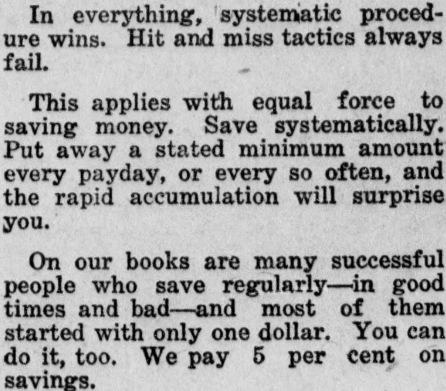 In everything, systematic proced-
ure wins. Hit and miss tactics always
fail.
This applies with equal force to
saving money. Save systematically.
Put away a stated minimum amount
every payday, or every so often, and
the rapid accumulation will surprise
you.
On our books are many successful
people who save regularly—in good
times and bad—and most of them
started with only one dollar. You can
do it, too. We pay 5 per cent on
savings.